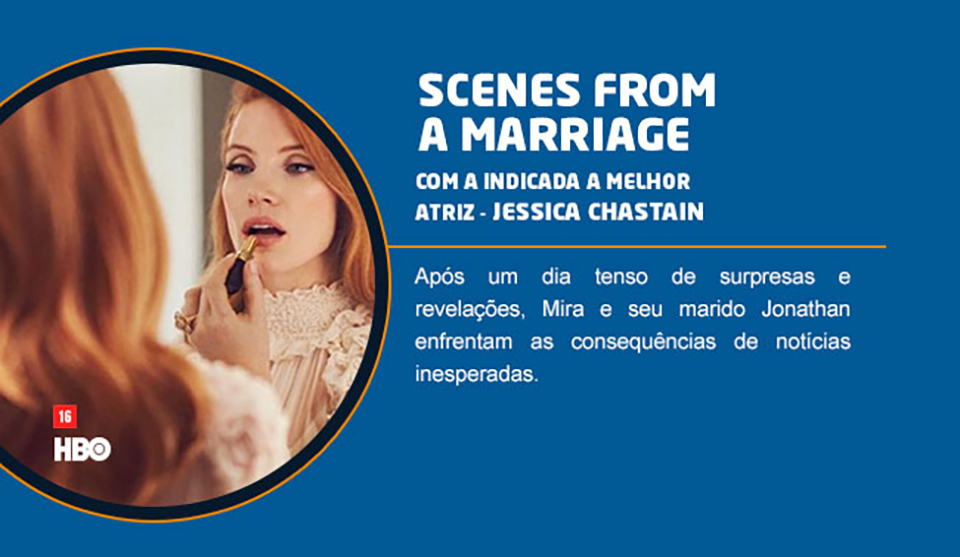 SCENES FROM
A MARRIAGE
COM A INDICADA A MELHOR
ATRIZ - JESSICA CHASTAIN
Após um dia tenso de surpresas e
revelações, Mira e seu marido Jonathan
enfrentam as consequências de notícias
inesperadas.
16
HBO